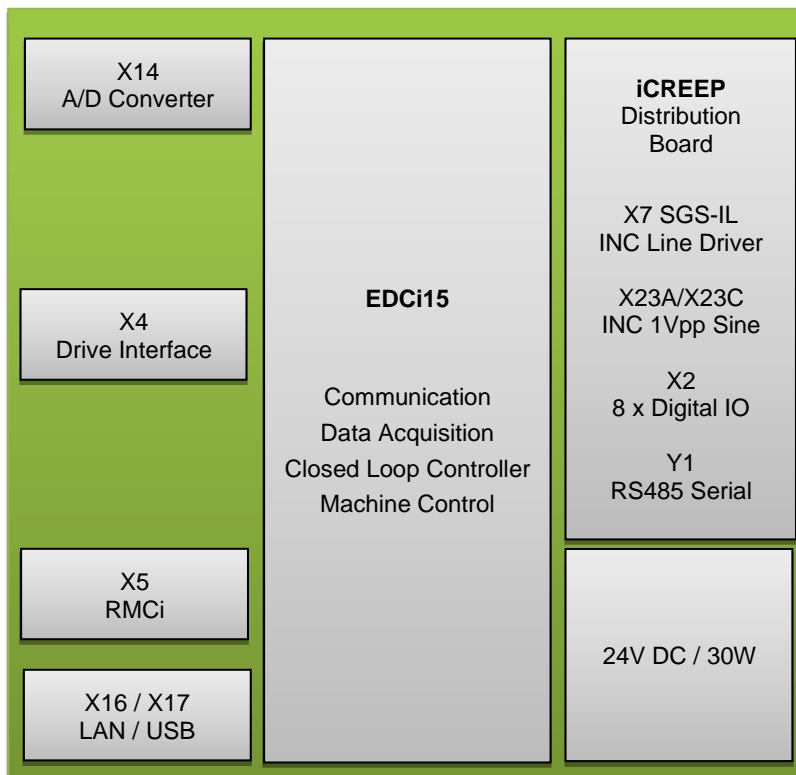 X14
A/D Converter
X4
Drive Interface
X5
RMCi
X16 / X17
LAN / USB
EDCi15
Communication
Data Acquisition
Closed Loop Controller
Machine Control
iCREEP
Distribution
Board
X7 SGS-IL
INC Line Driver
X23A/X23C
INC 1Vpp Sine
X2
8 x Digital IO
Y1
RS485 Serial
24V DC / 30W